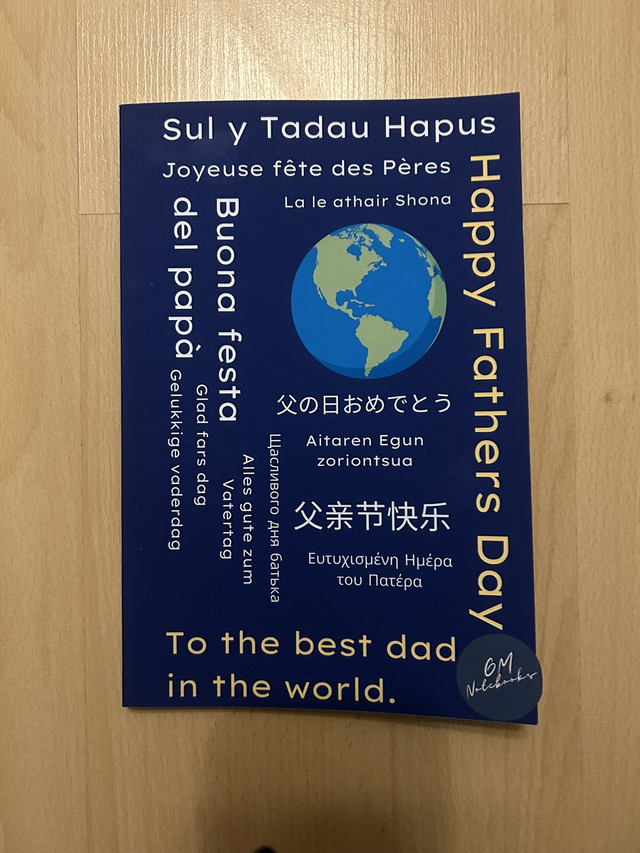 Sul y Tadau Hapus
Joyeuse fête des Pères
La le athair Shona
Happy Fathers Day
Buona festa
del papà
Gelukkige vaderdag
Glad fars dag
Alles gute zum
Vatertag
Щасливого дня батька
父の日おめでとう
Aitaren Egun
zoriontsua
父亲节快乐
Ευτυχισμένη Ημέρα
του Πατέρα
To the best dad
in the world.
GM
Notebooks